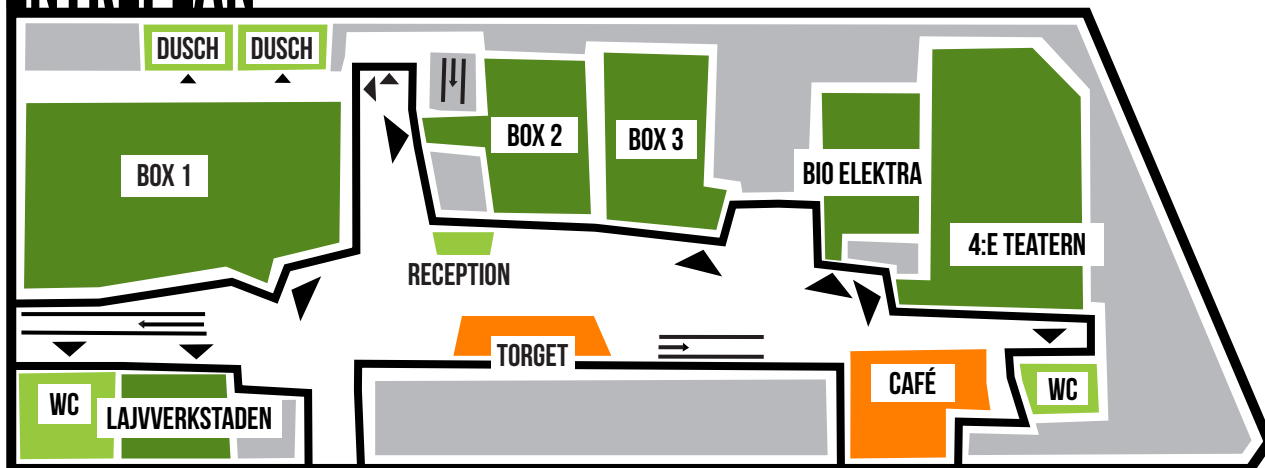 DUSCH
DUSCH
BOX 1
BOX 2
BOX 3
BIO ELEKTRA
4:E TEATERN
RECEPTION
TORGET
CAFÉ
WC
WC
LAJVVERKSTADEN